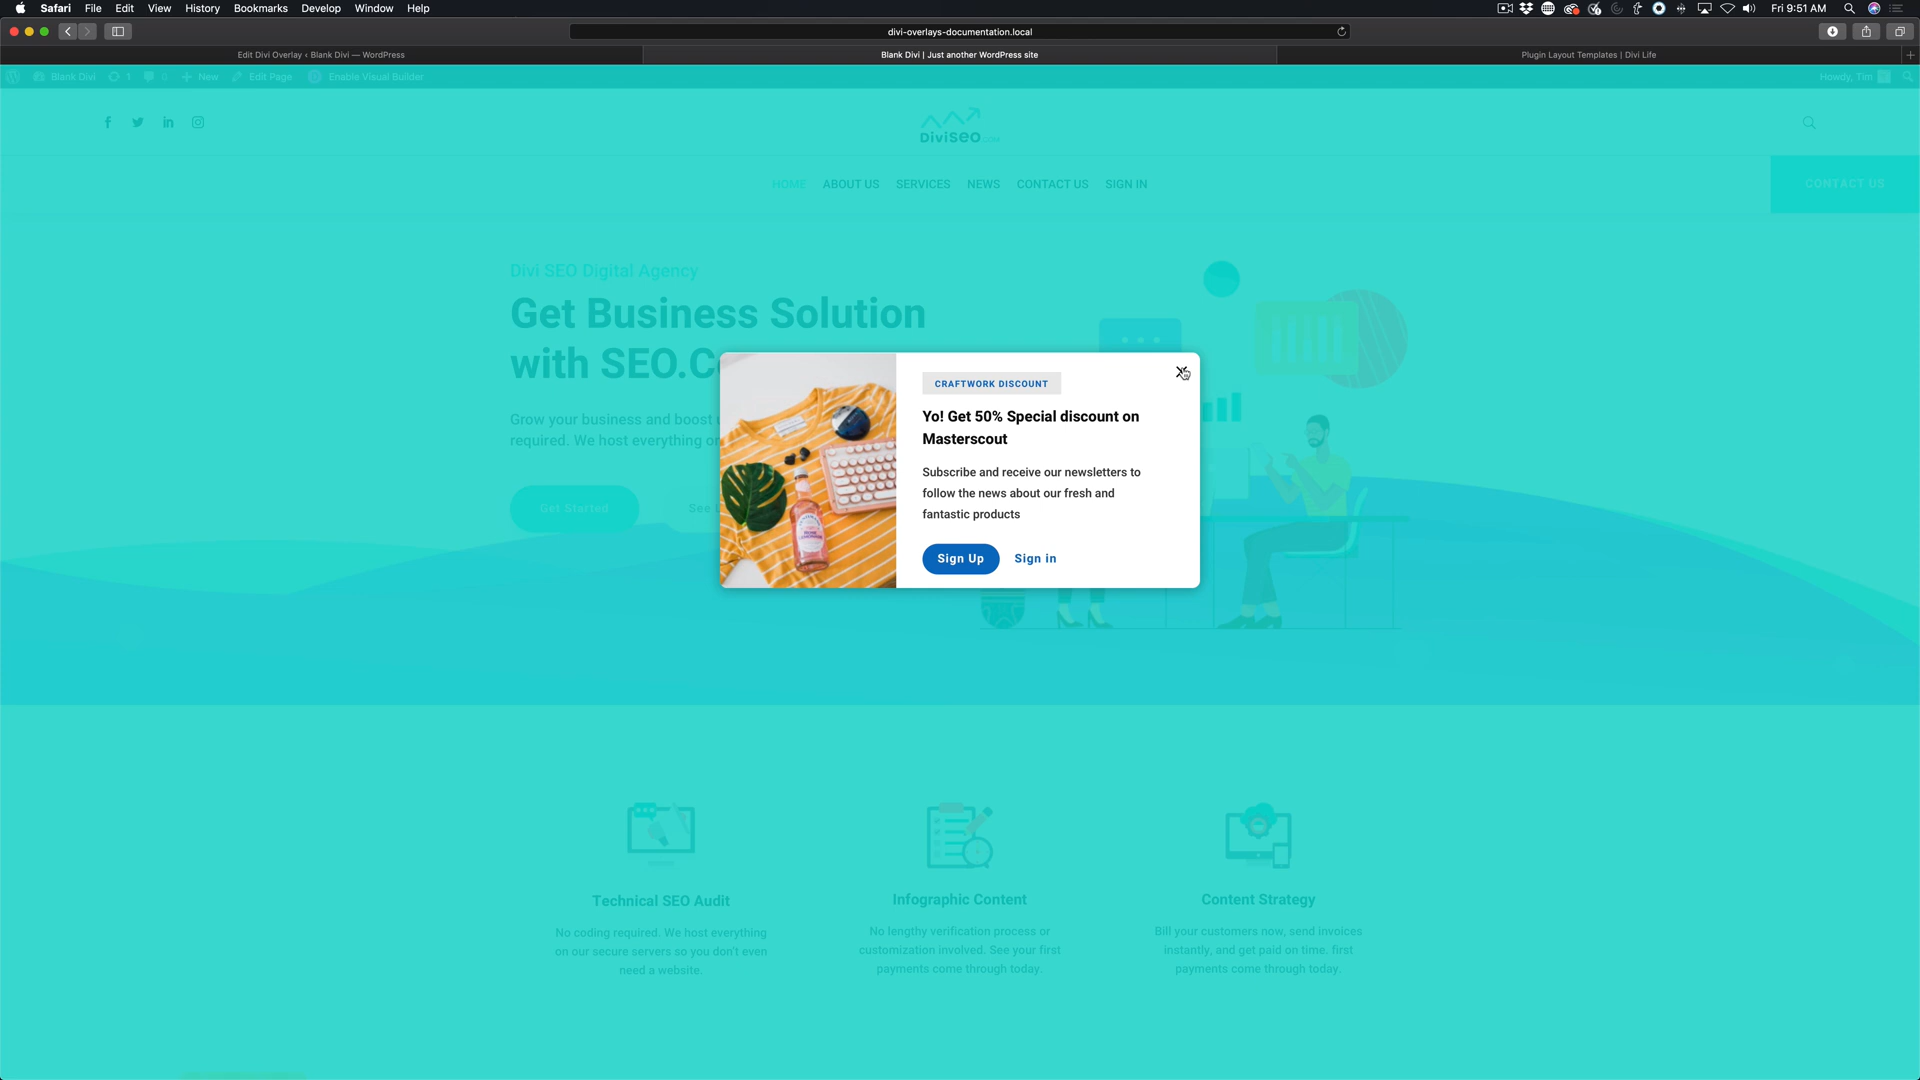 Safari File Edit View History Bookmarks Develop Window Help Fri 9:51 AM
divi-overlays-documentation.local
Edit Divi Overlay ‹ Blank Divi — WordPress
Blank Divi | Just another WordPress site
Plugin Layout Templates | Divi Life
Blank Divi 1 0 New Edit Page Enable Visual Builder Howdy, Tim
DiviSEO.COM
HOME ABOUT US SERVICES NEWS CONTACT US SIGN IN
CONTACT US
Divi SEO Digital Agency
Get Business Solution
with SEO.C
Grow your business and boost
required. We host everything
Get Started
See
CRAFTWORK DISCOUNT
Yo! Get 50% Special discount on
Masterscout
Subscribe and receive our newsletters to
follow the news about our fresh and
fantastic products
Sign Up Sign in
Technical SEO Audit
No coding required. We host everything
on our secure servers so you don't even
need a website.
Infographic Content
No lengthy verification process or
customization involved. See your first
payments come through today.
Content Strategy
Bill your customers now, send invoices
instantly, and get paid on time. first
payments come through today.